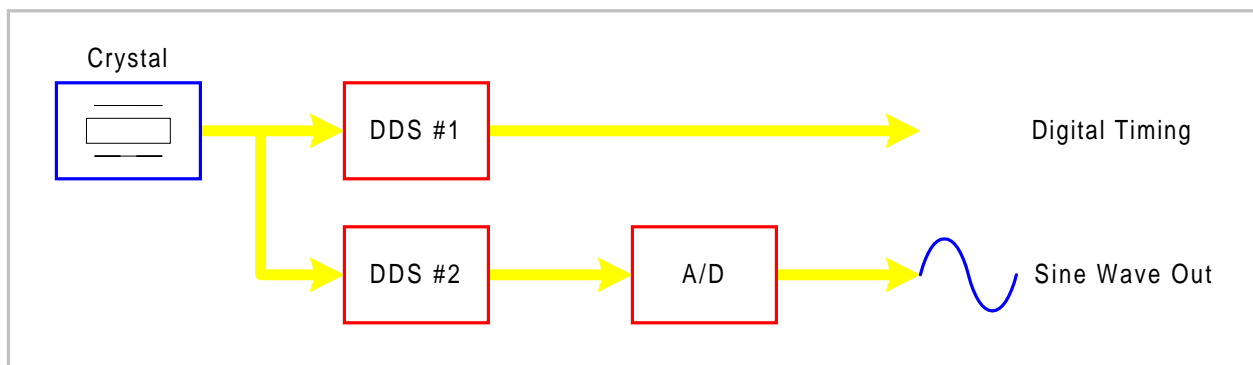 Crystal
DDS #1
Digital Timing
DDS #2
A/D
Sine Wave Out